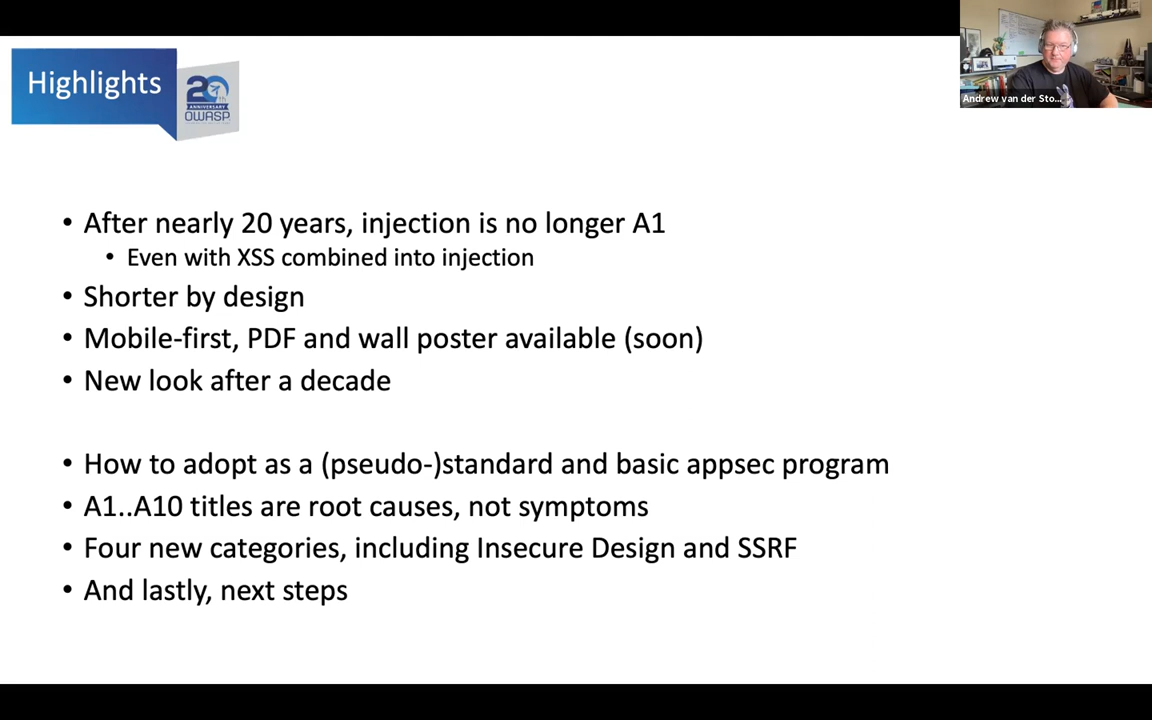 Highlights
20th
ANNIVERSARY
OWASP
Andrew van der Sto...
• After nearly 20 years, injection is no longer A1
• Even with XSS combined into injection
• Shorter by design
• Mobile-first, PDF and wall poster available (soon)
• New look after a decade
• How to adopt as a (pseudo-)standard and basic appsec program
• A1..A10 titles are root causes, not symptoms
• Four new categories, including Insecure Design and SSRF
• And lastly, next steps